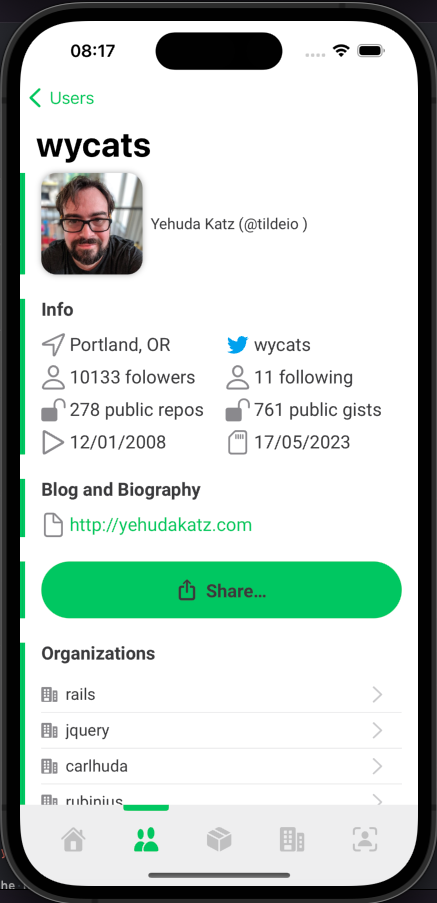 08:17
Users
wycats
Yehuda Katz (@tildeio )
Info
Portland, OR
wycats
10133 folowers
11 following
278 public repos
761 public gists
12/01/2008
17/05/2023
Blog and Biography
http://yehudakatz.com
Share...
Organizations
rails
jquery
carlhuda
rubinius
he